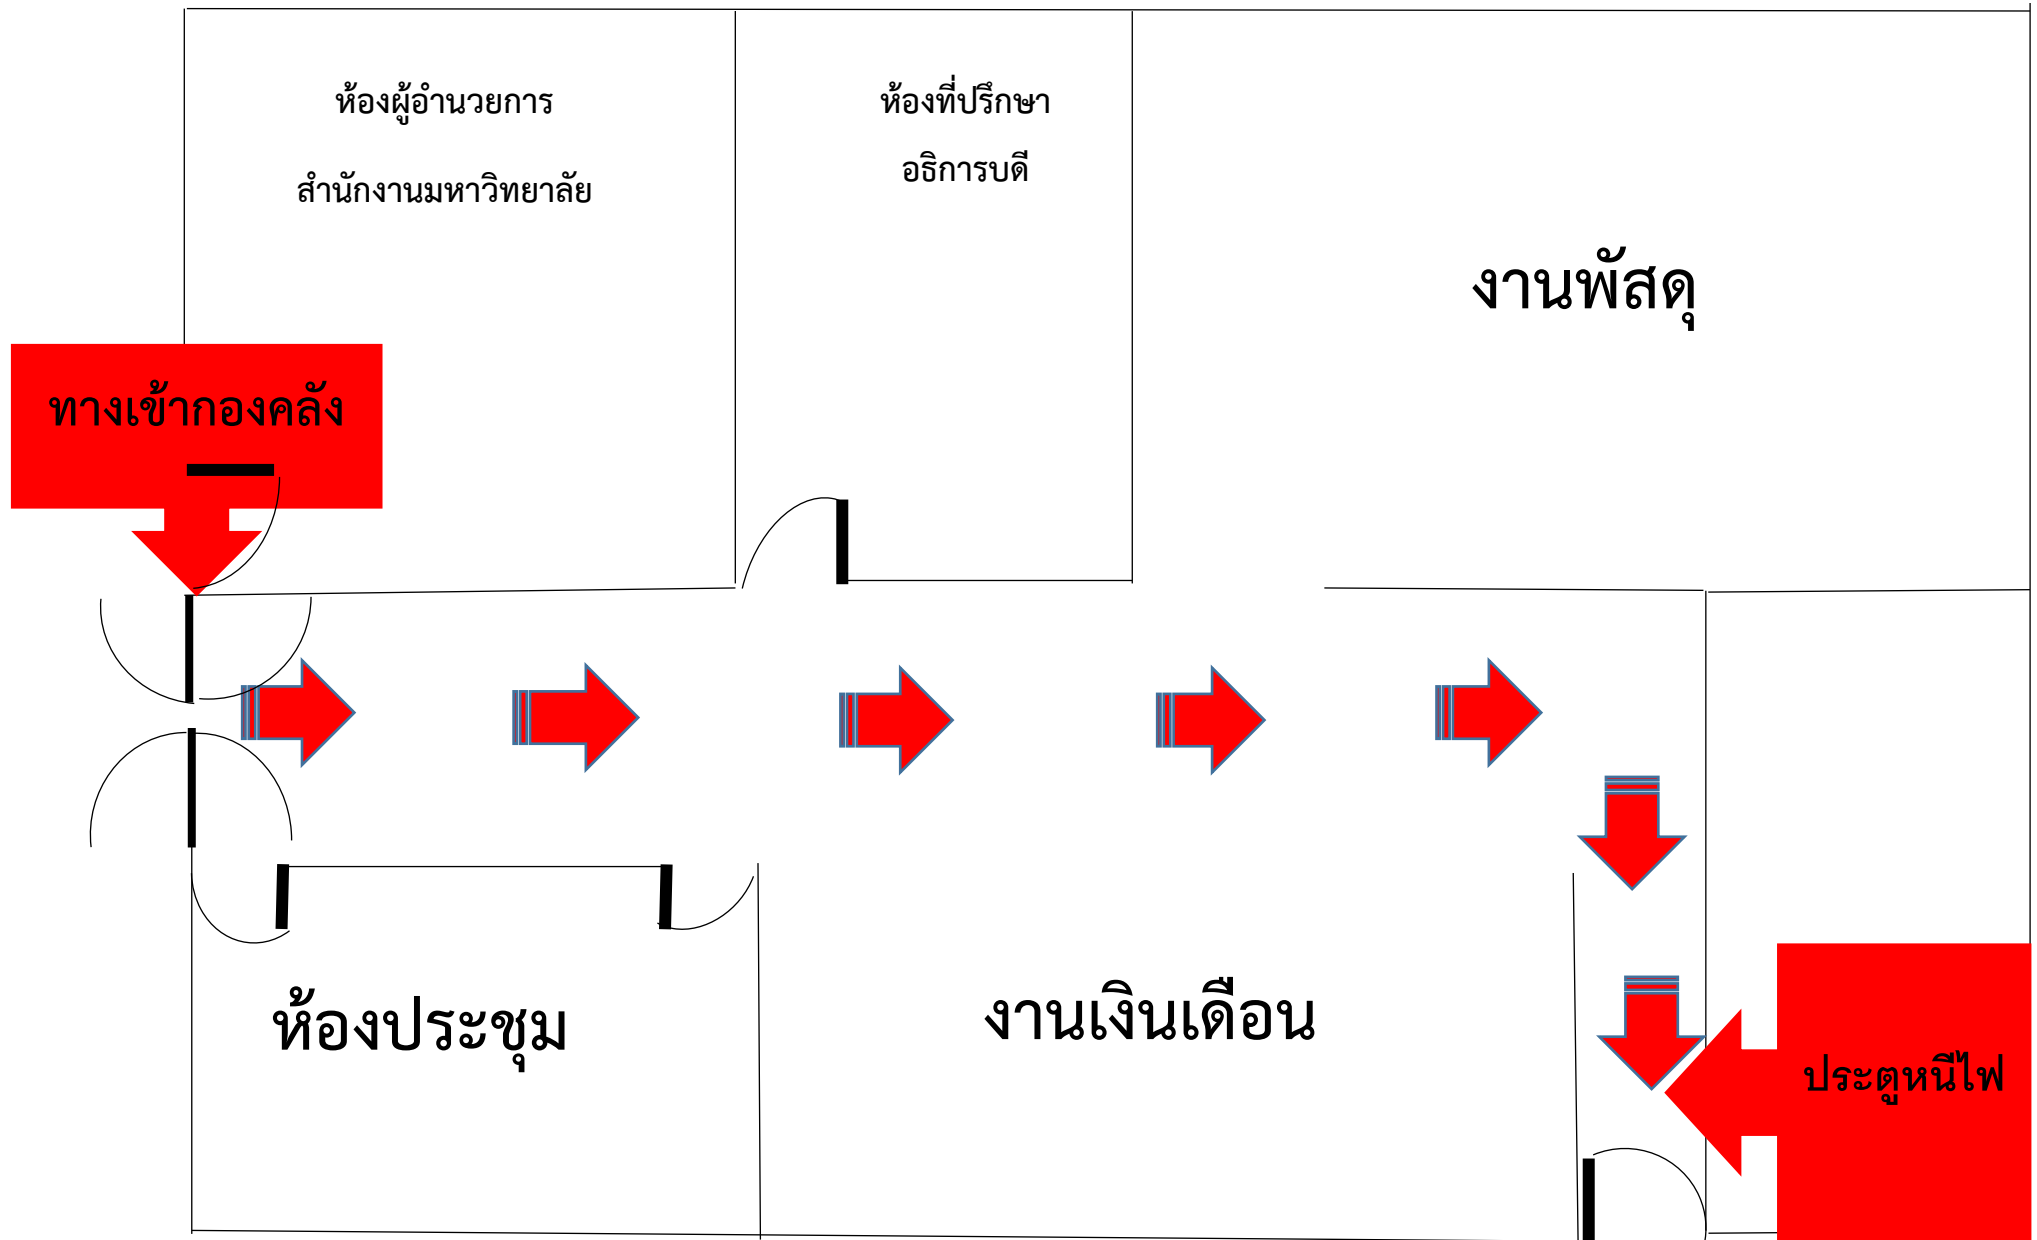 ห้องผู้อำนวยการ
สำนักงานมหาวิทยาลัย
ห้องที่ปรึกษา
อธิการบดี
งานพัสดุ
ทางเข้ากองคลัง
ห้องประชุม
งานเงินเดือน
ประตูหนีไฟ